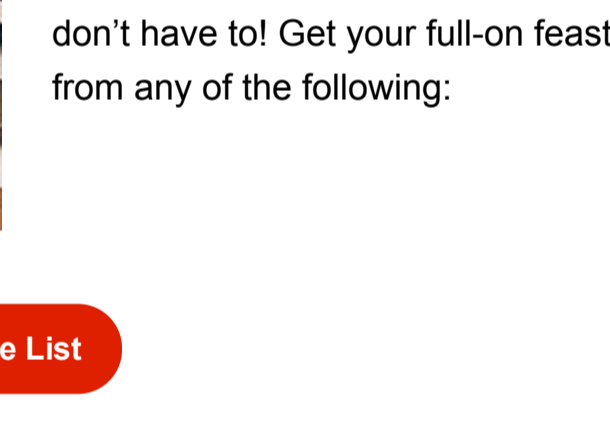 don’t have to! Get your full-on feast
from any of the following:
e List